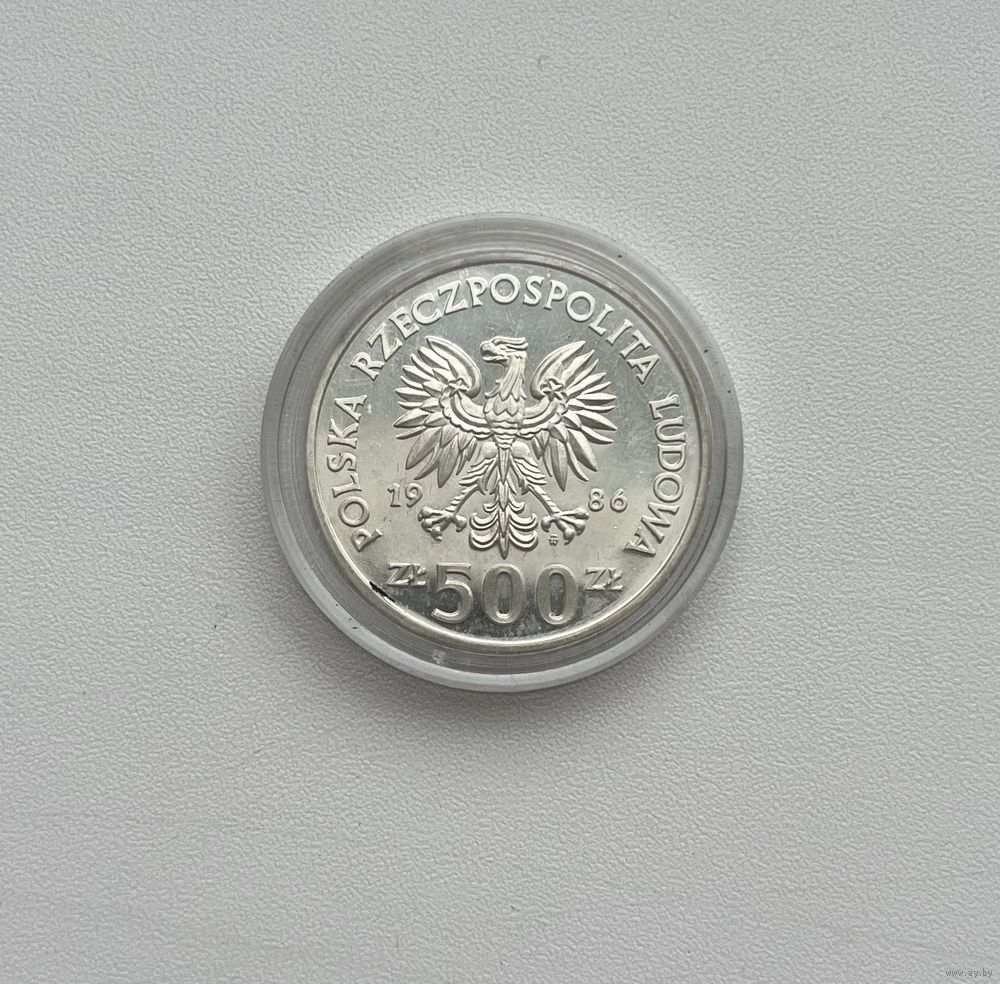 POLSKA RZECZPOSPOLITA LUDOWA
1986
ZŁ 500 ZŁ
www.ay.by